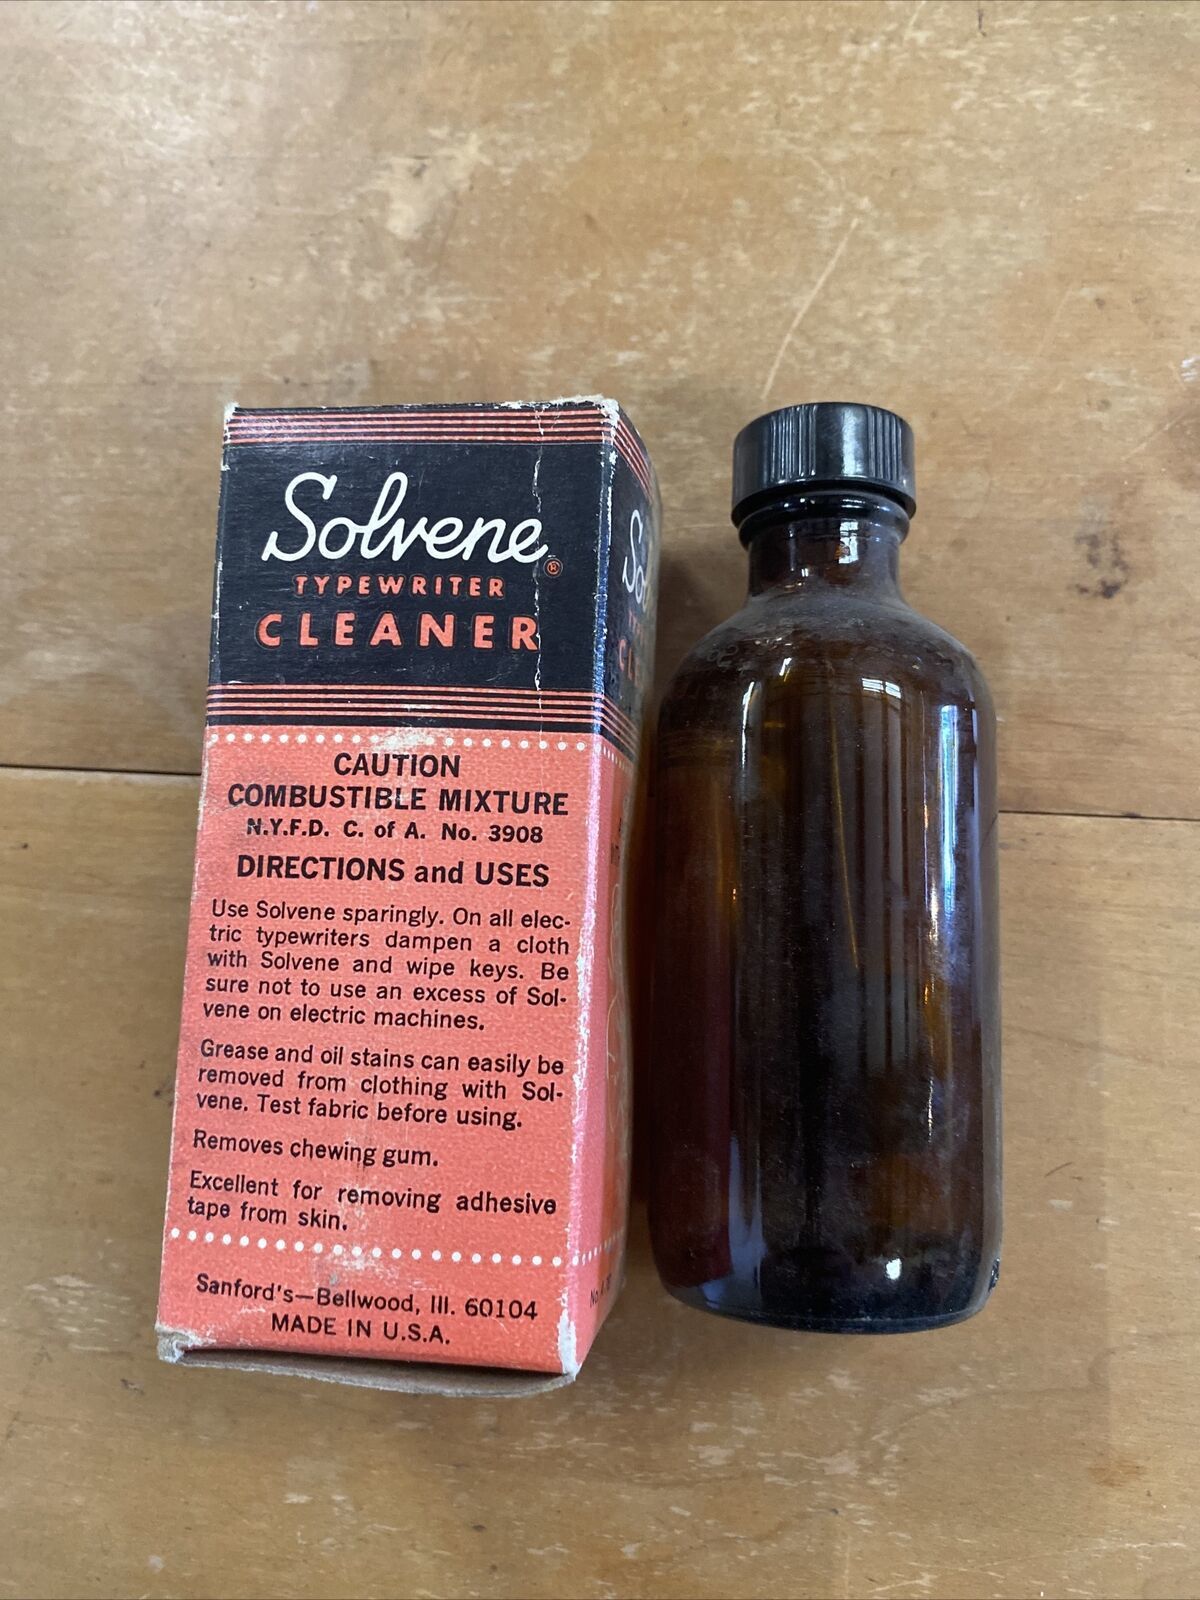 Solvene®
TYPEWRITER
CLEANER
CAUTION
COMBUSTIBLE MIXTURE
N.Y.F.D. C. of A. No. 3908
DIRECTIONS and USES
Use Solvene sparingly. On all elec-
tric typewriters dampen a cloth
with Solvene and wipe keys. Be
sure not to use an excess of Sol-
vene on electric machines.
Grease and oil stains can easily be
removed from clothing with Sol-
vene. Test fabric before using.
Removes chewing gum.
Excellent for removing adhesive
tape from skin.
Sanford's—Bellwood, Ill. 60104
MADE IN U.S.A.